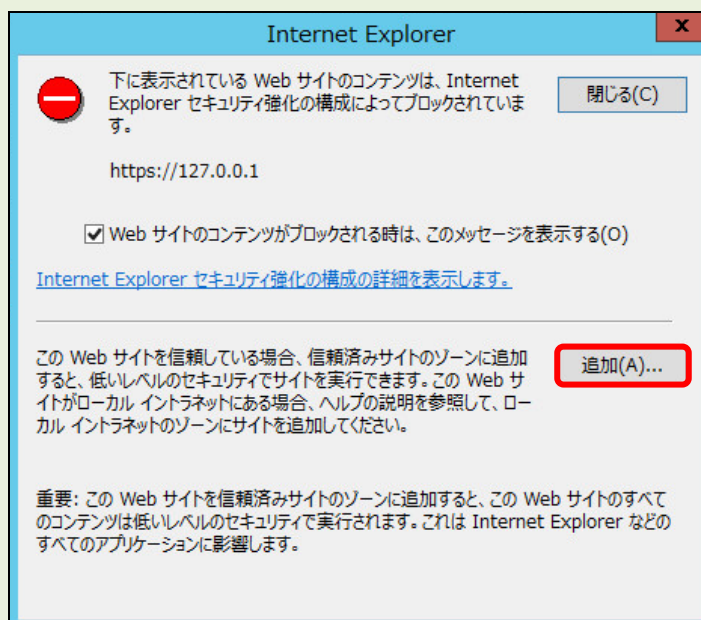 Internet Explorer
x
下に表示されている Web サイトのコンテンツは、Internet
Explorer セキュリティ強化の構成によってブロックされていま
す。
閉じる(C)
https://127.0.0.1
Web サイトのコンテンツがブロックされる時は、このメッセージを表示する(O)
Internet Explorer セキュリティ強化の構成の詳細を表示します。
この Web サイトを信頼している場合、信頼済みサイトのゾーンに追加
すると、低いレベルのセキュリティでサイトを実行できます。この Web サ
イトがローカル イントラネットにある場合、ヘルプの説明を参照して、ロー
カル イントラネットのゾーンにサイトを追加してください。
追加(A)...
重要: この Web サイトを信頼済みサイトのゾーンに追加すると、この Web サイトのすべて
のコンテンツは低いレベルのセキュリティで実行されます。これは Internet Explorer などの
すべてのアプリケーションに影響します。